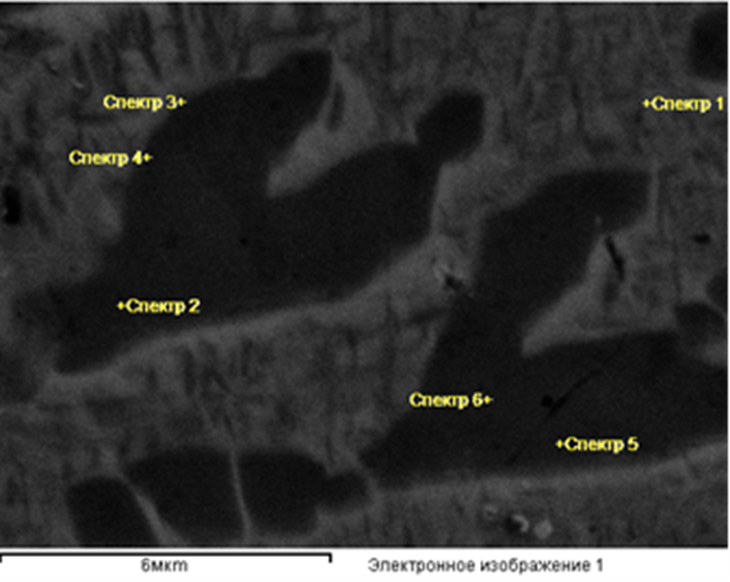 Спектр 3+
+Спектр 1
Спектр 4+
+Спектр 2
Спектр 6+
+Спектр 5
6мкm
Электронное изображение 1